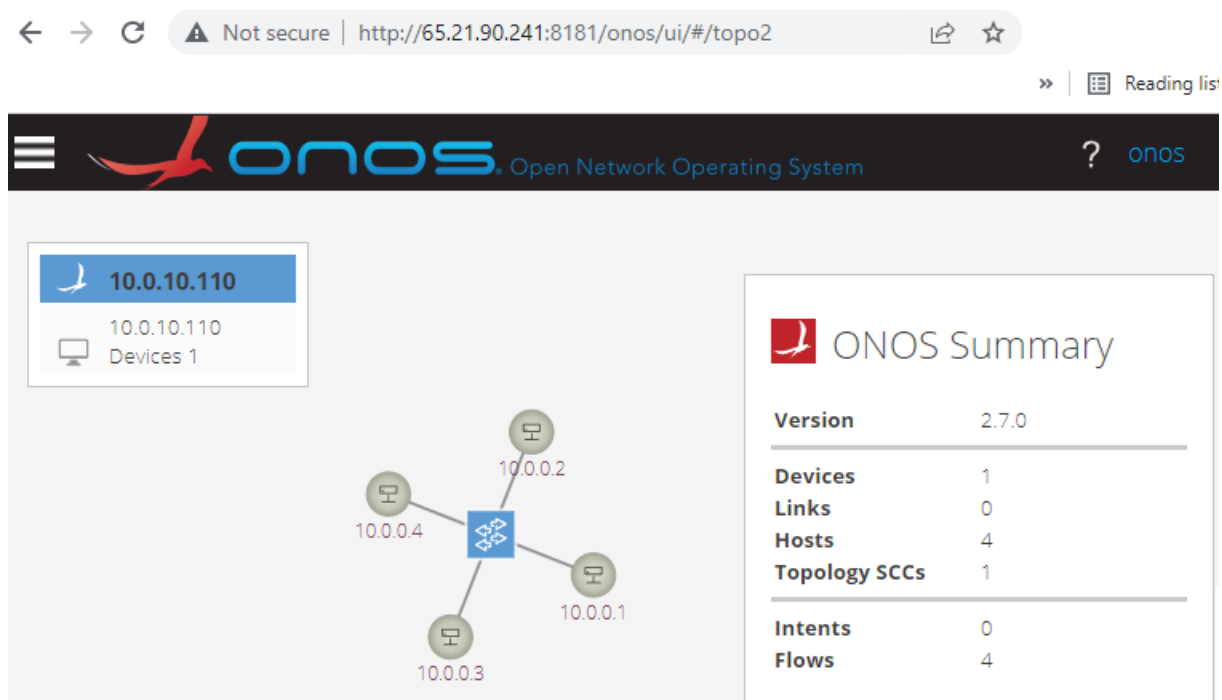 Not secure | http://65.21.90.241:8181/onos/ui/#/topo2
» Reading list
onos. Open Network Operating System ? onos
10.0.10.110
10.0.10.110
Devices 1
ONOS Summary
Version 2.7.0
Devices 1
Links 0
Hosts 4
Topology SCCs 1
Intents 0
Flows 4
10.0.0.2
10.0.0.4
10.0.0.1
10.0.0.3